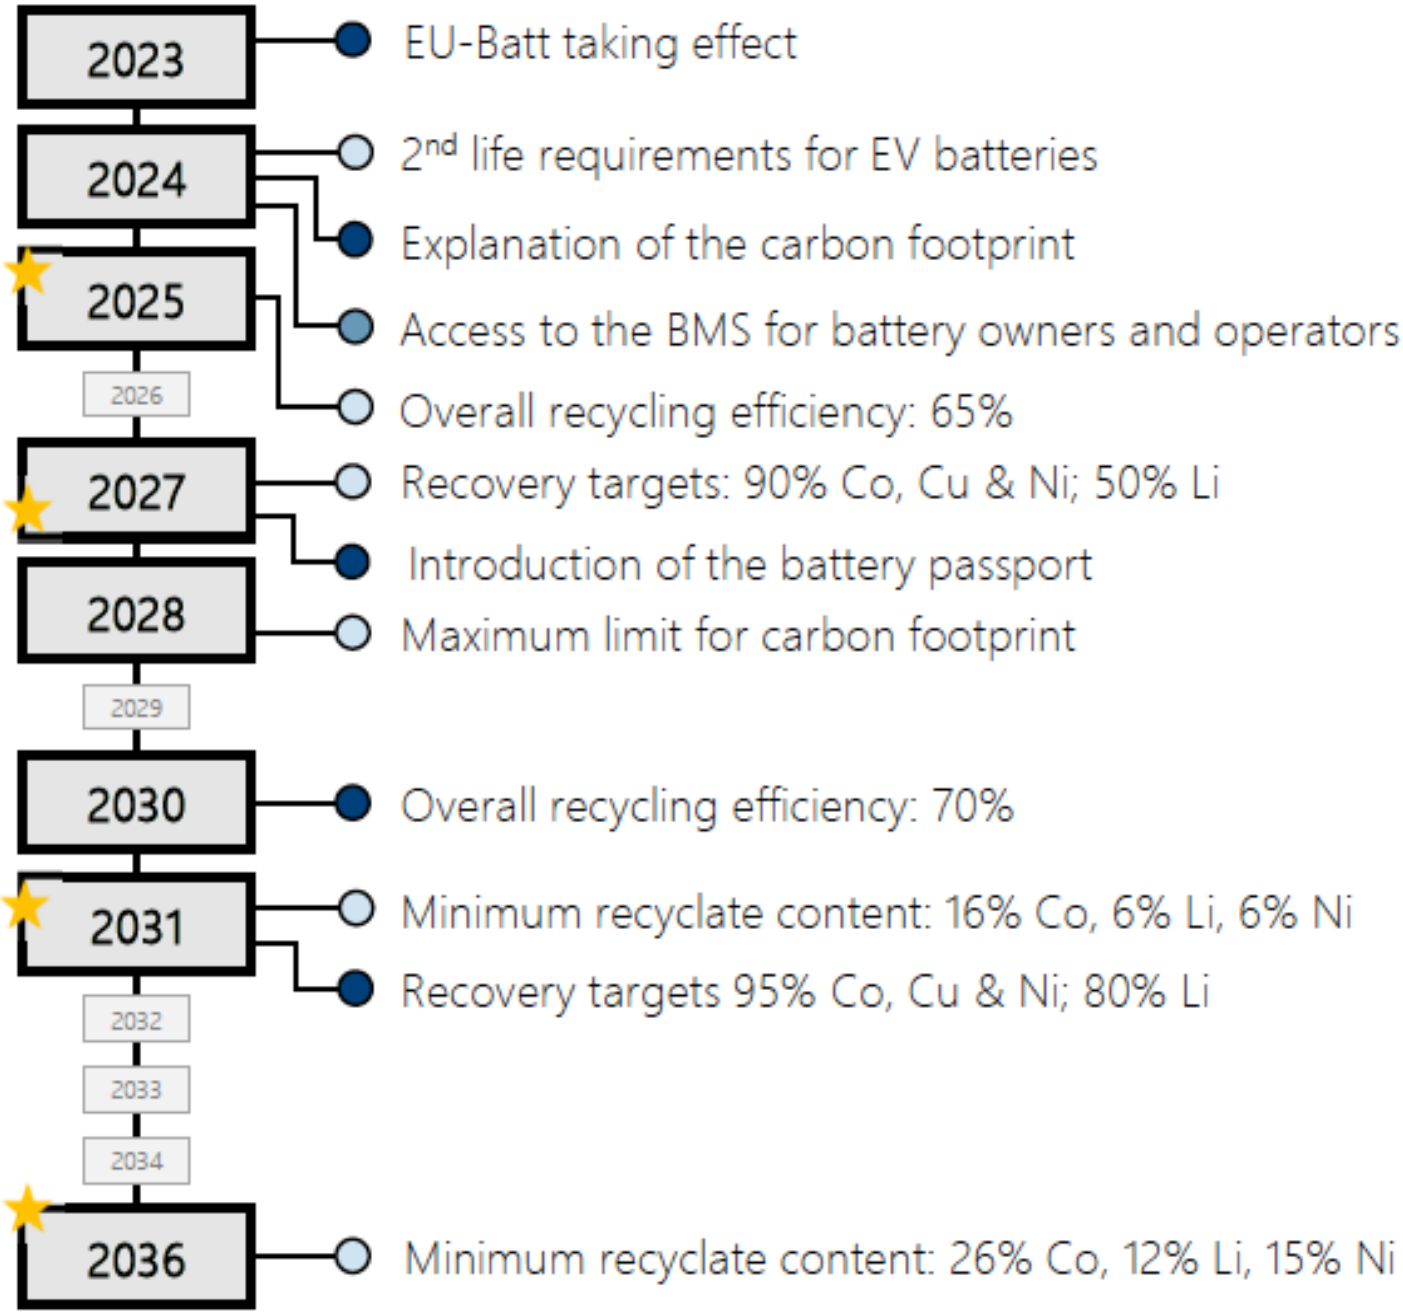 2023
EU-Batt taking effect
2024
2nd life requirements for EV batteries
Explanation of the carbon footprint
2025
Access to the BMS for battery owners and operators
2026
Overall recycling efficiency: 65%
2027
Recovery targets: 90% Co, Cu & Ni; 50% Li
Introduction of the battery passport
2028
Maximum limit for carbon footprint
2029
2030
Overall recycling efficiency: 70%
2031
Minimum recyclate content: 16% Co, 6% Li, 6% Ni
Recovery targets 95% Co, Cu & Ni; 80% Li
2032
2033
2034
2036
Minimum recyclate content: 26% Co, 12% Li, 15% Ni